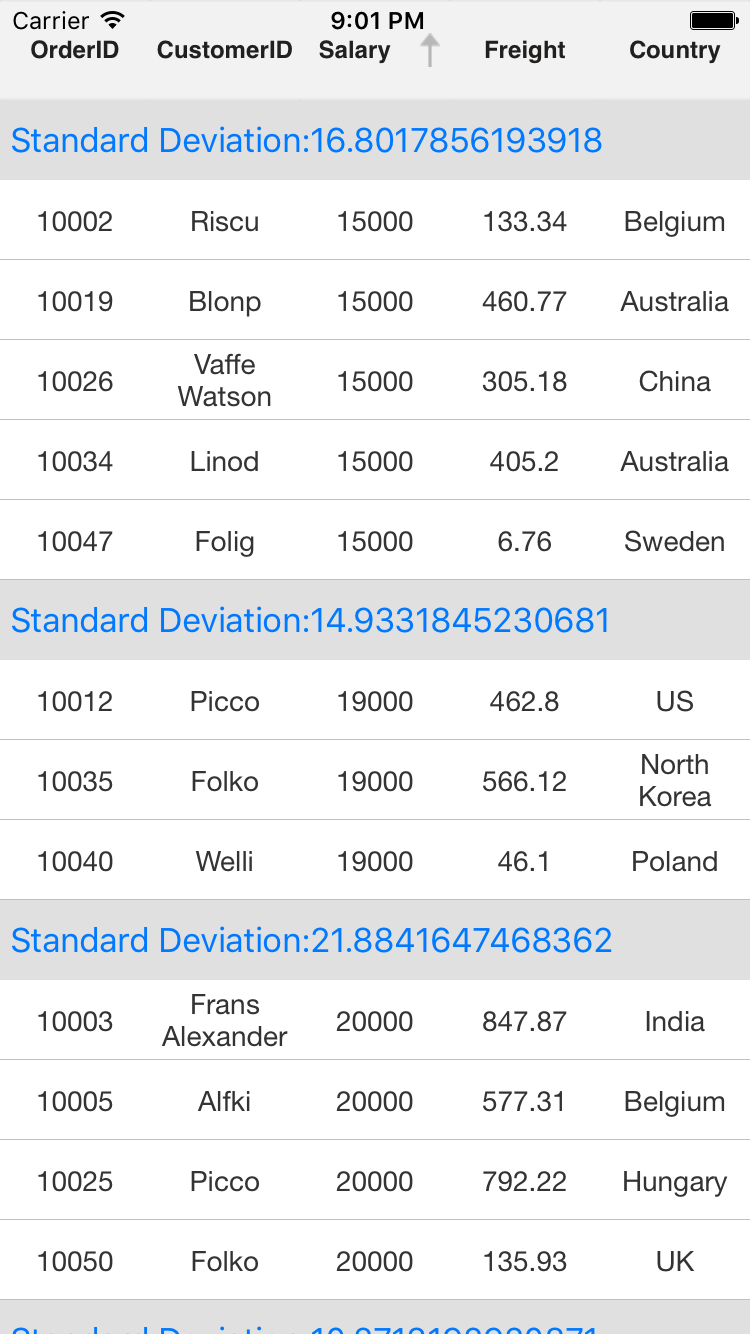 Carrier 9:01 PM
OrderID CustomerID Salary Freight Country
Standard Deviation:16.8017856193918
10002 Riscu 15000 133.34 Belgium
10019 Blonp 15000 460.77 Australia
10026 Vaffe Watson 15000 305.18 China
10034 Linod 15000 405.2 Australia
10047 Folig 15000 6.76 Sweden
Standard Deviation:14.9331845230681
10012 Picco 19000 462.8 US
10035 Folko 19000 566.12 North Korea
10040 Welli 19000 46.1 Poland
Standard Deviation:21.8841647468362
10003 Frans Alexander 20000 847.87 India
10005 Alfki 20000 577.31 Belgium
10025 Picco 20000 792.22 Hungary
10050 Folko 20000 135.93 UK
Standard Deviation: